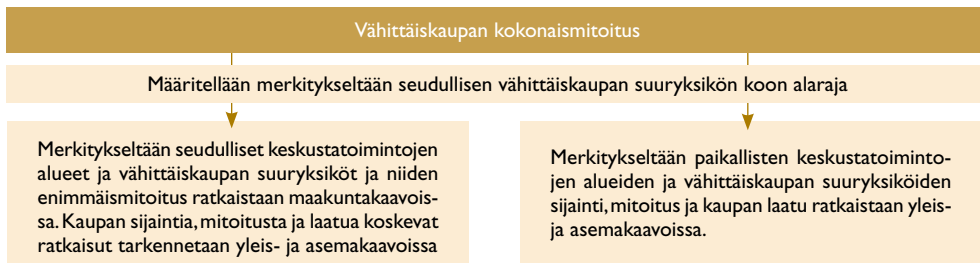 Vähittäiskaupan kokonaismitoitus
Määritellään merkitykseltään seudullisen vähittäiskaupan suuryksikön koon alaraja
Merkitykseltään seudulliset keskustatoimintojen
alueet ja vähittäiskaupan suuryksiköt ja niiden
enimmäismitoitus ratkaistaan maakuntakaavois-
sa. Kaupan sijaintia, mitoitusta ja laatua koskevat
ratkaisut tarkennetaan yleis- ja asemakaavoissa
Merkitykseltään paikallisten keskustatoiminto-
jen alueiden ja vähittäiskaupan suuryksiköiden
sijainti, mitoitus ja kaupan laatu ratkaistaan yleis-
ja asemakaavoissa.